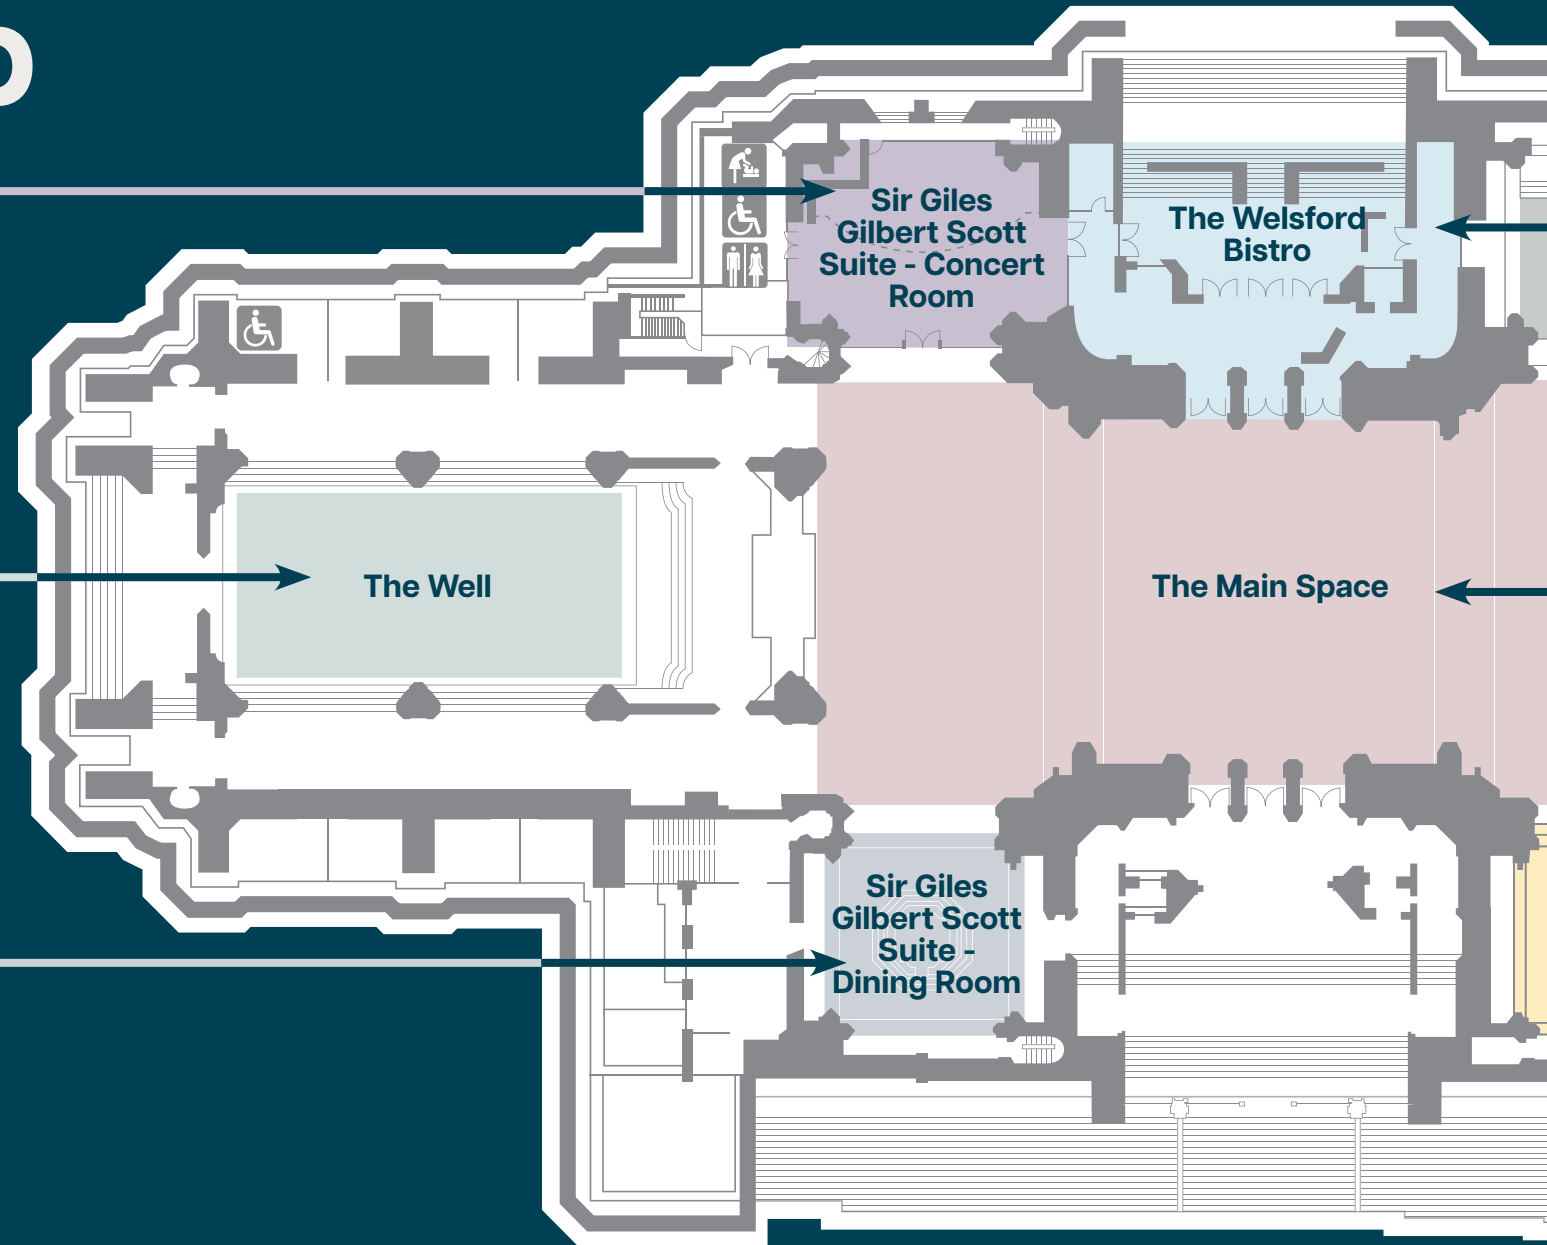 Sir Giles
Gilbert Scott
Suite - Concert
Room
The Welsford
Bistro
The Well
The Main Space
Sir Giles
Gilbert Scott
Suite -
Dining Room